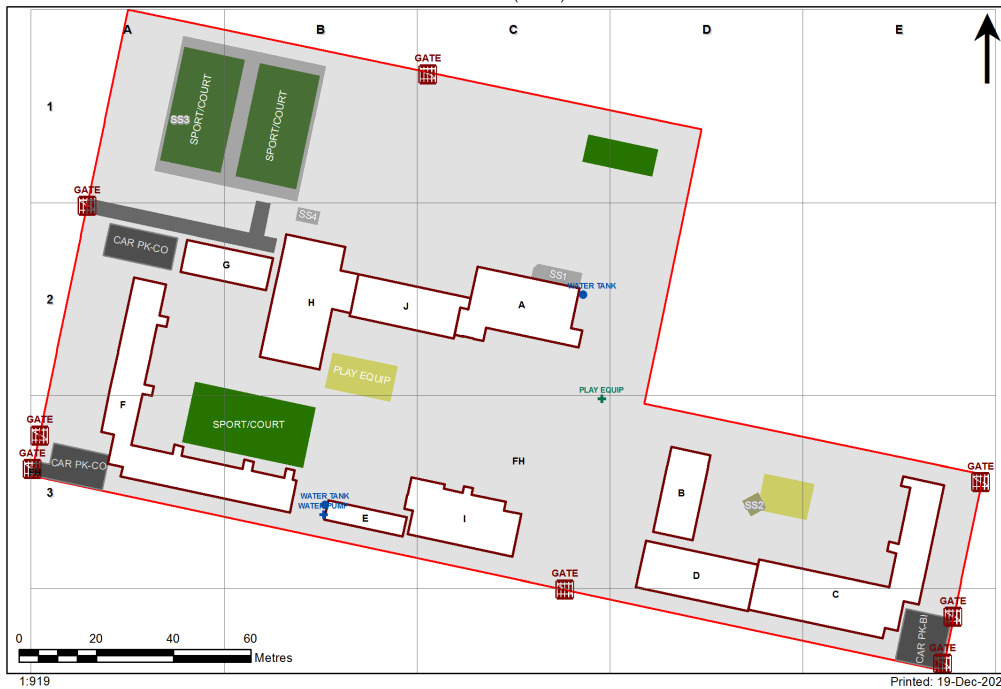 A
B
C
D
E
GATE
1
SPORT/COURT
SPORT/COURT
SS3
GATE
SS4
CAR PK-CO
G
SS1
WATER TANK
2
H
J
A
PLAY EQUIP
PLAY EQUIP
F
SPORT/COURT
GATE
GATE
CAR PK-CO
FH
FH
3
WATER TANK
WATER PUMP
E
I
B
SS2
GATE
GATE
D
C
GATE
CAR PK-BI
GATE
0 20 40 60
Metres
1:919
Printed: 19-Dec-202